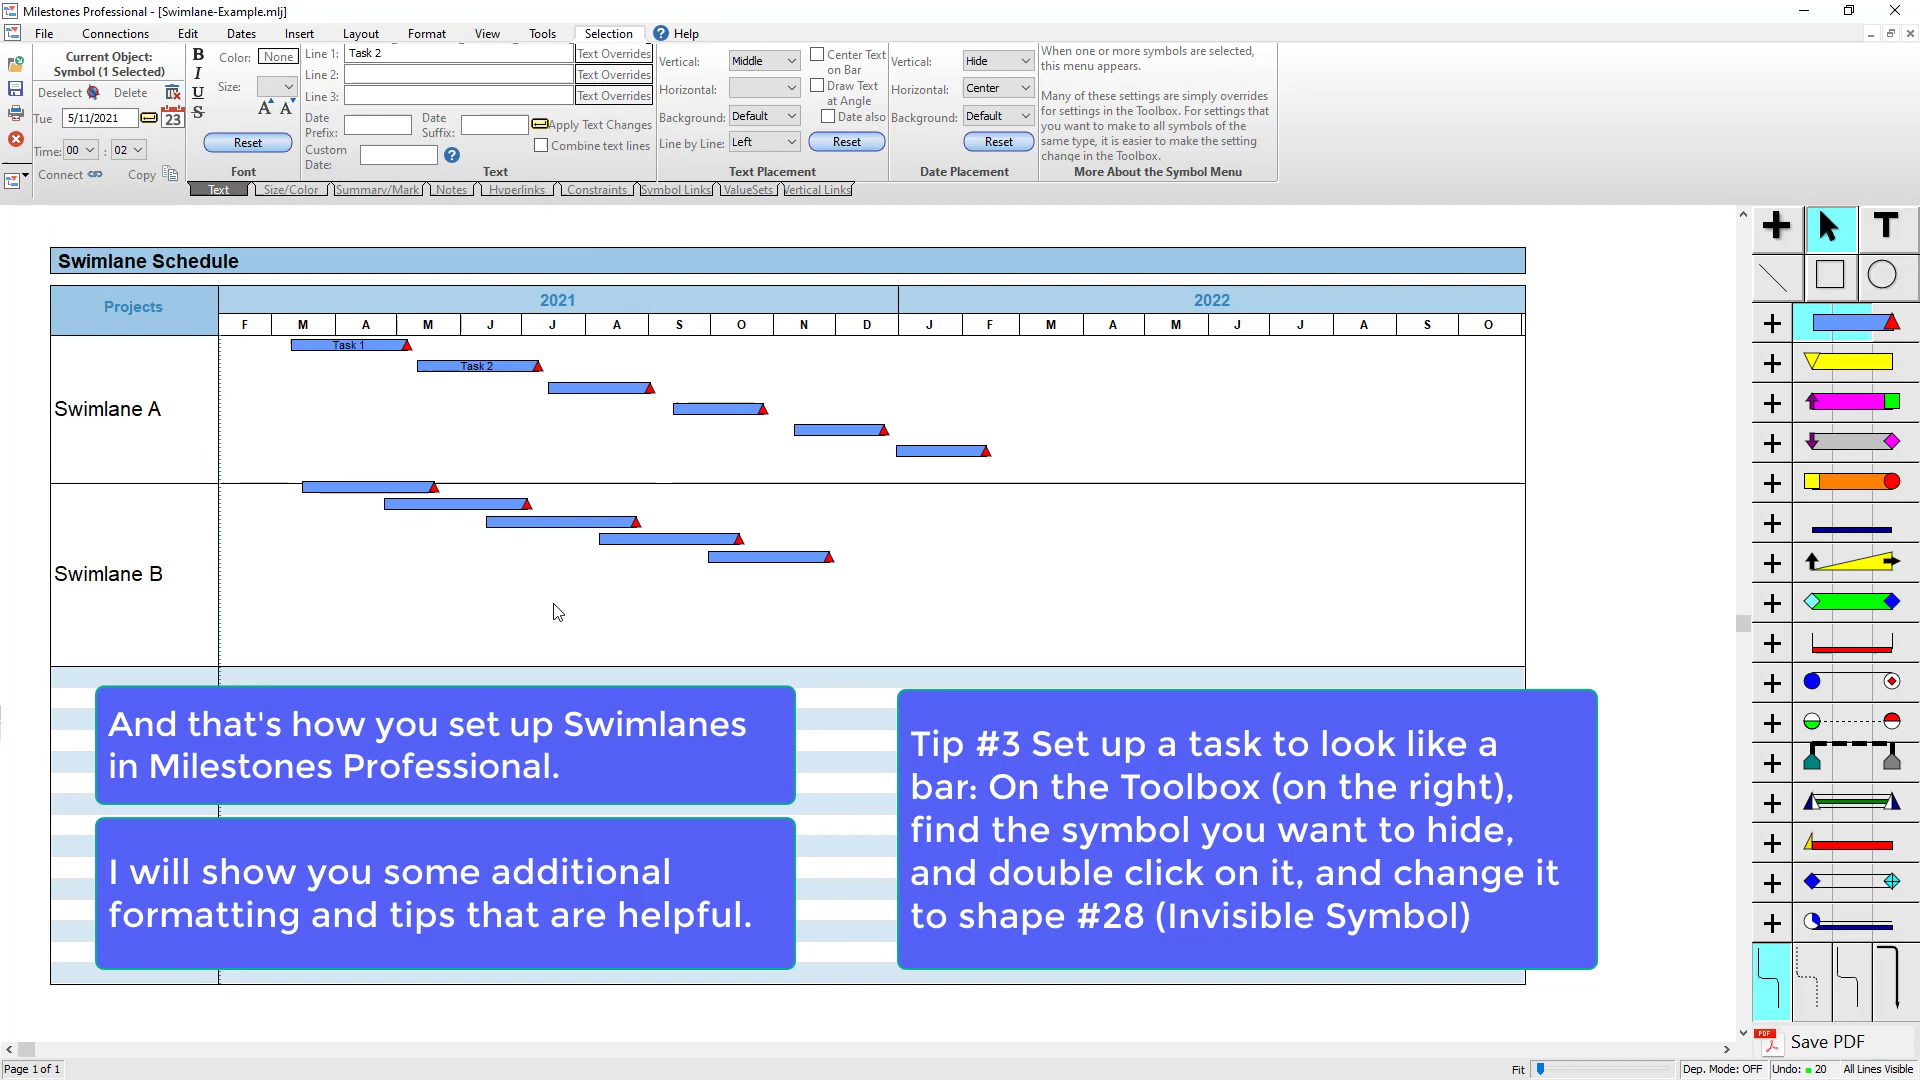 Milestones Professional - [Swimlane-Example.mlj]
File Connections Edit Dates Insert Layout Format View Tools Selection Help
Current Object:
Symbol (1 Selected)
Deselect Delete
Tue 5/11/2021 23
Time: 00 : 02
Connect Copy
B
I
U
S
Color: None
Size:
A A
Reset
Font
Line 1: Task 2 Text Overrides
Line 2: Text Overrides
Line 3: Text Overrides
Date Prefix: Date Suffix: Apply Text Changes
Custom Date: Combine text lines
Text
Vertical: Middle Center Text on Bar
Horizontal: Draw Text at Angle
Background: Default Date also
Line by Line: Left Reset
Text Placement
Vertical: Hide
Horizontal: Center
Background: Default
Reset
Date Placement
When one or more symbols are selected,
this menu appears.
Many of these settings are simply overrides
for settings in the Toolbox. For settings that
you want to make to all symbols of the
same type, it is easier to make the setting
change in the Toolbox.
More About the Symbol Menu
Text Size/Color Summary/Mark Notes Hyperlinks Constraints Symbol Links ValueSets Vertical Links
Swimlane Schedule
Projects 2021 2022
F M A M J J A S O N D J F M A M J J A S O
Task 1
Task 2
Swimlane A
Swimlane B
And that's how you set up Swimlanes
in Milestones Professional.
I will show you some additional
formatting and tips that are helpful.
Tip #3 Set up a task to look like a
bar: On the Toolbox (on the right),
find the symbol you want to hide,
and double click on it, and change it
to shape #28 (Invisible Symbol)
T
PDF Save PDF
Page 1 of 1 Fit Dep. Mode: OFF Undo: 20 All Lines Visible